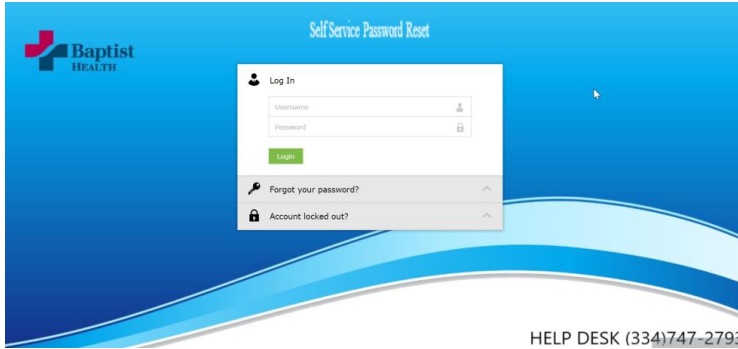 Self Service Password Reset
Baptist
HEALTH
Log In
Username
Password
Login
Forgot your password?
Account locked out?
HELP DESK (334)747-2793